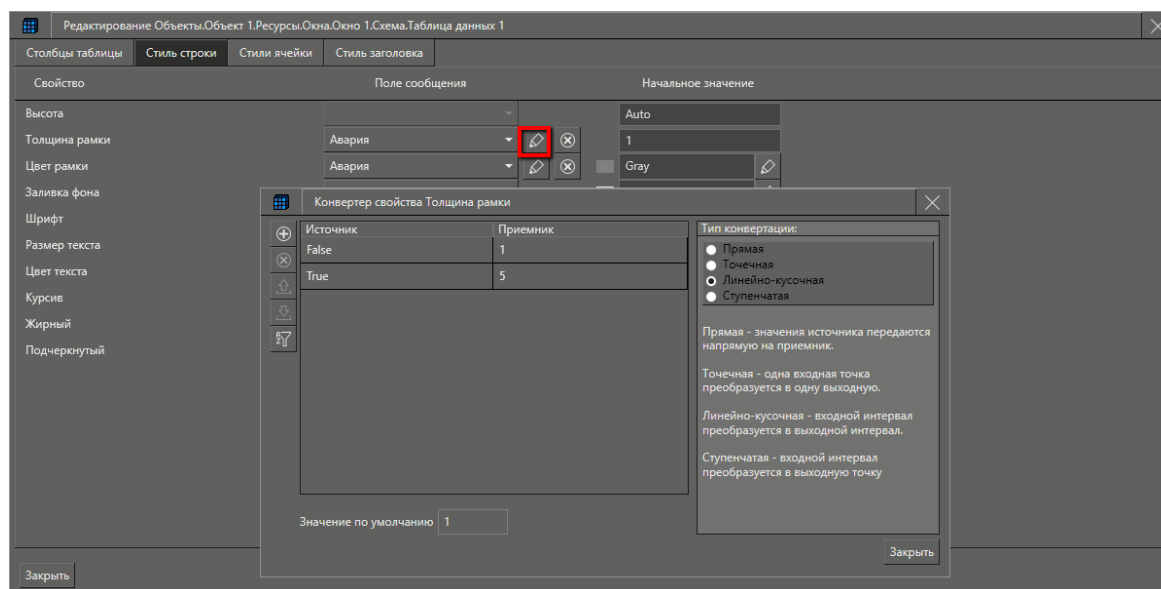 Редактирование Объекты.Объект 1.Ресурсы.Окна.Окно 1.Схема.Таблица данных 1
Столбцы таблицы Стиль строки Стили ячейки Стиль заголовка
Свойство Поле сообщения Начальное значение
Высота Auto
Толщина рамки Авария 1
Цвет рамки Авария Gray
Заливка фона
Шрифт
Размер текста
Цвет текста
Курсив
Жирный
Подчеркнутый
Закрыть
Конвертер свойства Толщина рамки
Источник Приемник
False 1
True 5
Значение по умолчанию 1
Тип конвертации:
Прямая
Точечная
Линейно-кусочная
Ступенчатая
Прямая - значения источника передаются
напрямую на приемник.
Точечная - одна входная точка
преобразуется в одну выходную.
Линейно-кусочная - входной интервал
преобразуется в выходной интервал.
Ступенчатая - входной интервал
преобразуется в выходную точку
Закрыть